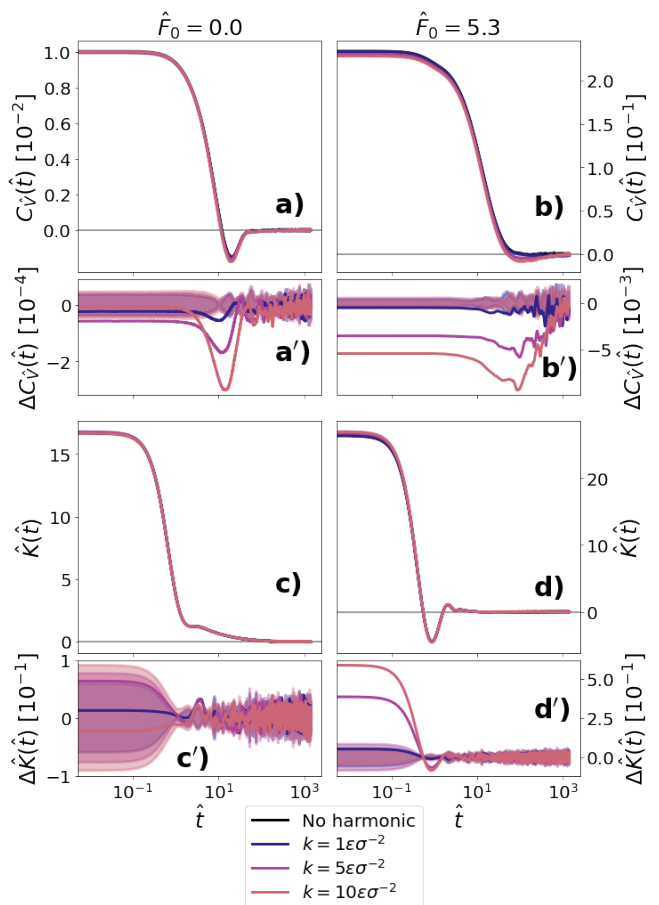 F̂₀ = 0.0
F̂₀ = 5.3
C_V̂(t̂) [10⁻²]
1.0
0.8
0.6
0.4
0.2
0.0
a)
b)
2.0
1.5
1.0
0.5
0.0
C_V̂(t̂) [10⁻¹]
ΔC_V̂(t̂) [10⁻⁴]
0
−2
a′)
b′)
0
−5
ΔC_V̂(t̂) [10⁻³]
K̂(t̂)
15
10
5
0
c)
d)
20
10
0
K̂(t̂)
ΔK̂(t̂) [10⁻¹]
1
0
−1
c′)
d′)
5.0
2.5
0.0
ΔK̂(t̂) [10⁻¹]
10⁻¹ 10¹ 10³
10⁻¹ 10¹ 10³
t̂
t̂
No harmonic
k = 1εσ⁻²
k = 5εσ⁻²
k = 10εσ⁻²